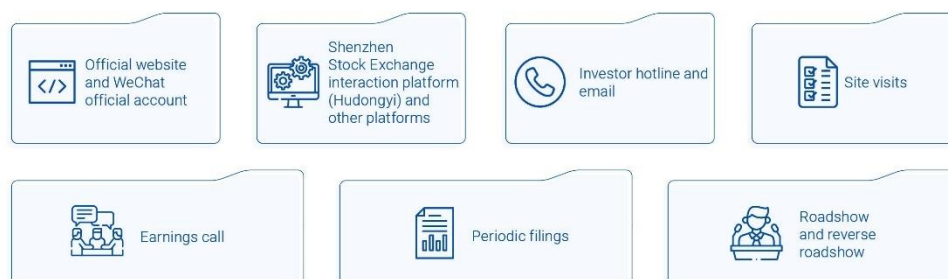 Official website
and WeChat
official account
Shenzhen
Stock Exchange
interaction platform
(Hudongyi) and
other platforms
Investor hotline and
email
Site visits
Earnings call
Periodic filings
Roadshow
and reverse
roadshow